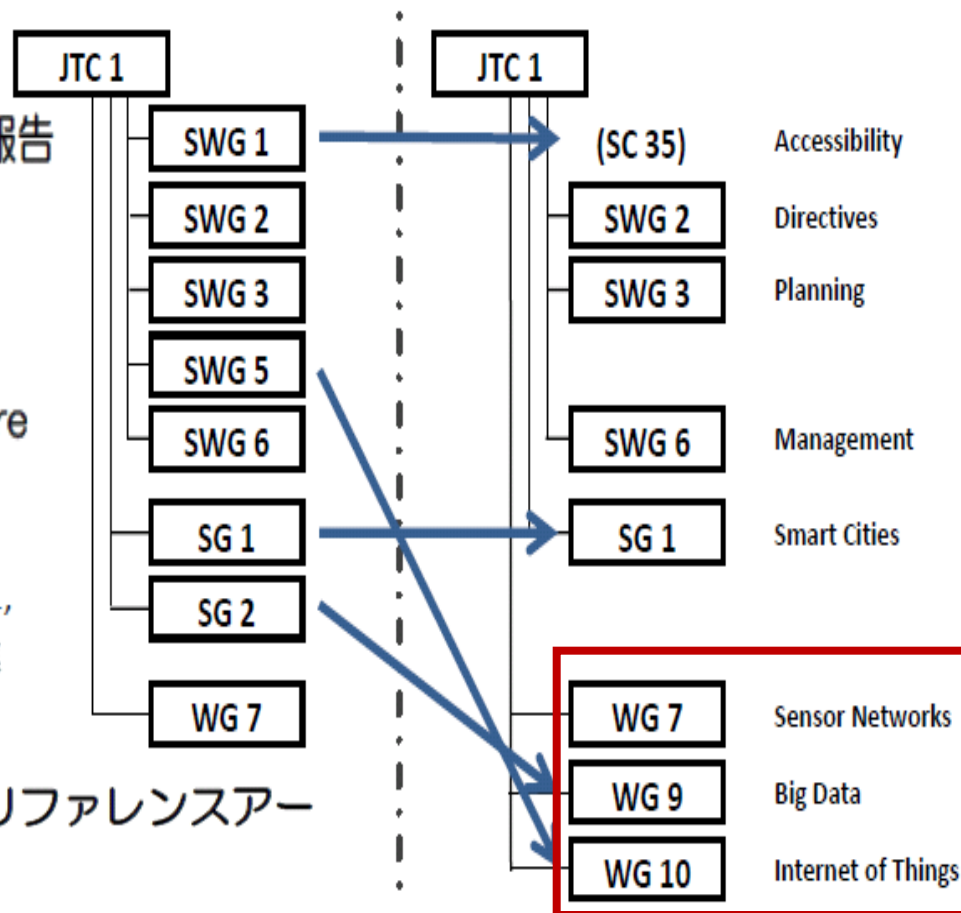 JTC 1
JTC 1
報告
SWG 1
(SC 35)
Accessibility
SWG 2
SWG 2
Directives
SWG 3
SWG 3
Planning
SWG 5
re
SWG 6
SWG 6
Management
SG 1
SG 1
Smart Cities
SG 2
WG 7
WG 7
Sensor Networks
リファレンスアー
WG 9
Big Data
WG 10
Internet of Things